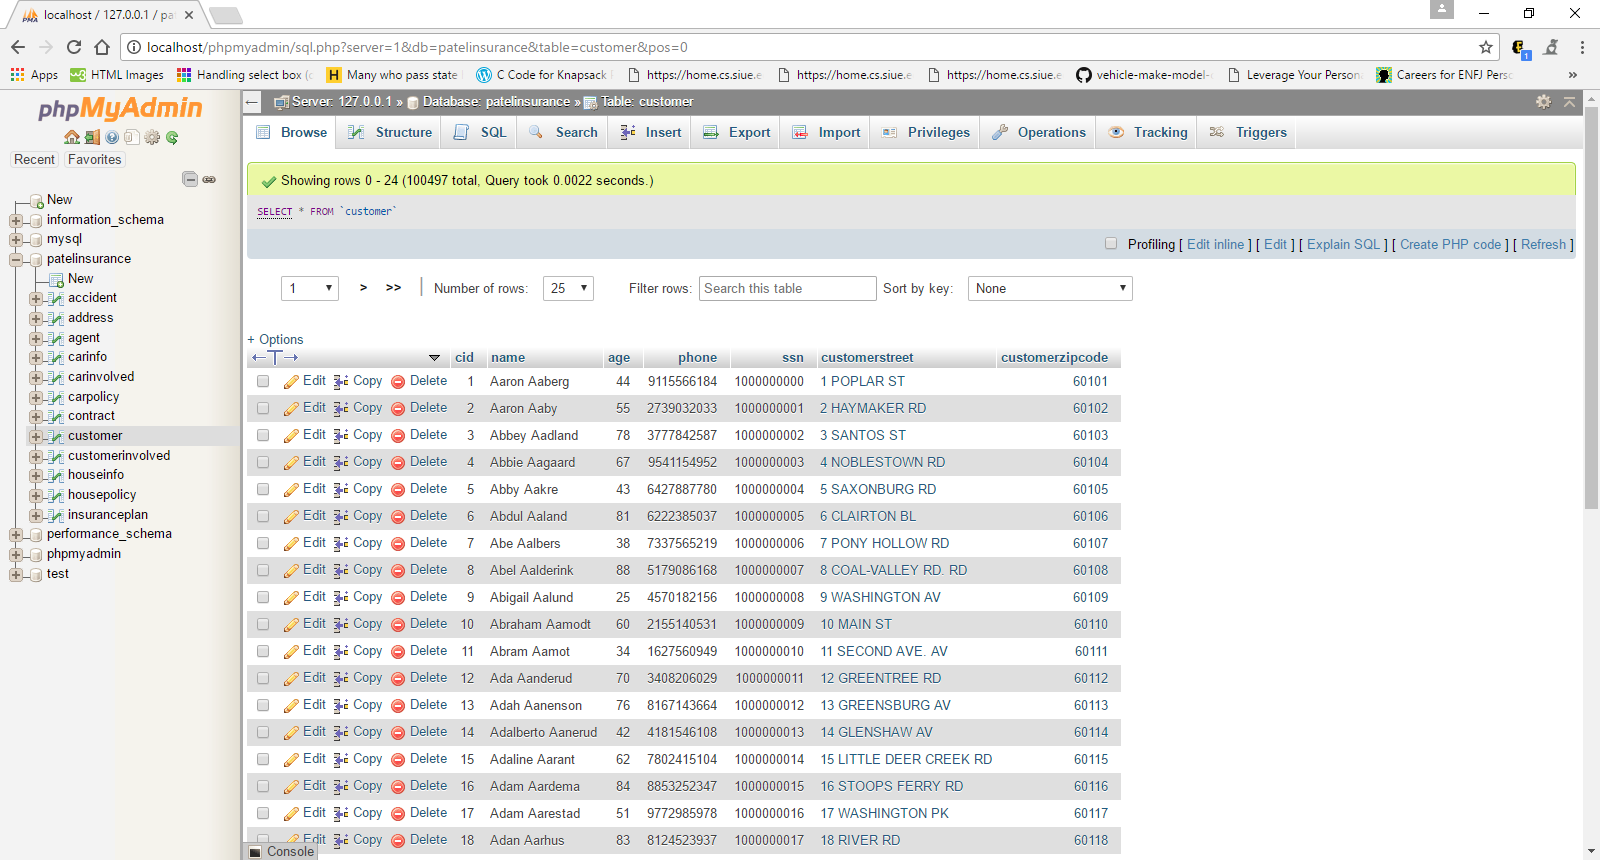 localhost / 127.0.0.1 / pa
localhost/phpmyadmin/sql.php?server=1&db=patelinsurance&table=customer&pos=0
Apps HTML Images Handling select box ( Many who pass state C Code for Knapsack https://home.cs.siue.e https://home.cs.siue.e https://home.cs.siue.e vehicle-make-model- Leverage Your Person Careers for ENFJ Pers »
phpMyAdmin
Recent Favorites
New
information_schema
mysql
patelinsurance
New
accident
address
agent
carinfo
carinvolved
carpolicy
contract
customer
customerinvolved
houseinfo
housepolicy
insuranceplan
performance_schema
phpmyadmin
test
Server: 127.0.0.1 » Database: patelinsurance » Table: customer
Browse Structure SQL Search Insert Export Import Privileges Operations Tracking Triggers
Showing rows 0 - 24 (100497 total, Query took 0.0022 seconds.)
SELECT * FROM `customer`
Profiling [ Edit inline ] [ Edit ] [ Explain SQL ] [ Create PHP code ] [ Refresh ]
1 > >> | Number of rows: 25 Filter rows: Search this table Sort by key: None
+ Options
cid name age phone ssn customerstreet customerzipcode
Edit Copy Delete 1 Aaron Aaberg 44 9115566184 1000000000 1 POPLAR ST 60101
Edit Copy Delete 2 Aaron Aaby 55 2739032033 1000000001 2 HAYMAKER RD 60102
Edit Copy Delete 3 Abbey Aadland 78 3777842587 1000000002 3 SANTOS ST 60103
Edit Copy Delete 4 Abbie Aagaard 67 9541154952 1000000003 4 NOBLESTOWN RD 60104
Edit Copy Delete 5 Abby Aakre 43 6427887780 1000000004 5 SAXONBURG RD 60105
Edit Copy Delete 6 Abdul Aaland 81 6222385037 1000000005 6 CLAIRTON BL 60106
Edit Copy Delete 7 Abe Aalbers 38 7337565219 1000000006 7 PONY HOLLOW RD 60107
Edit Copy Delete 8 Abel Aalderink 88 5179086168 1000000007 8 COAL-VALLEY RD. RD 60108
Edit Copy Delete 9 Abigail Aalund 25 4570182156 1000000008 9 WASHINGTON AV 60109
Edit Copy Delete 10 Abraham Aamodt 60 2155140531 1000000009 10 MAIN ST 60110
Edit Copy Delete 11 Abram Aamot 34 1627560949 1000000010 11 SECOND AVE. AV 60111
Edit Copy Delete 12 Ada Aanderud 70 3408206029 1000000011 12 GREENTREE RD 60112
Edit Copy Delete 13 Adah Aanenson 76 8167143664 1000000012 13 GREENSBURG AV 60113
Edit Copy Delete 14 Adalberto Aanerud 42 4181546108 1000000013 14 GLENSHAW AV 60114
Edit Copy Delete 15 Adaline Aarant 62 7802415104 1000000014 15 LITTLE DEER CREEK RD 60115
Edit Copy Delete 16 Adam Aardema 84 8853252347 1000000015 16 STOOPS FERRY RD 60116
Edit Copy Delete 17 Adam Aarestad 51 9772985978 1000000016 17 WASHINGTON PK 60117
Edit Copy Delete 18 Adan Aarhus 83 8124523937 1000000017 18 RIVER RD 60118
Console